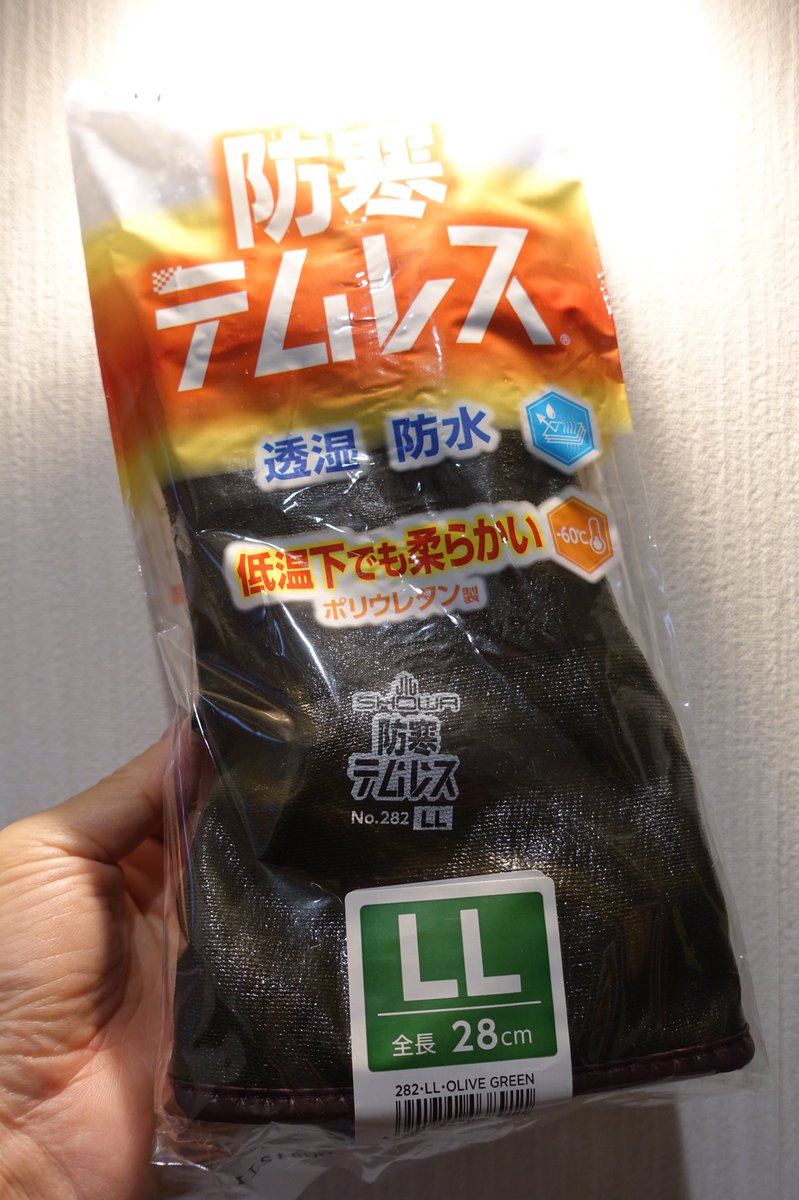 防寒
テムレス®
透湿 防水
低温下でも柔らかい
-60℃
ポリウレタン製
SHOWA
防寒
テムレス
No.282 LL
LL
全長 28cm
282・LL・OLIVE GREEN